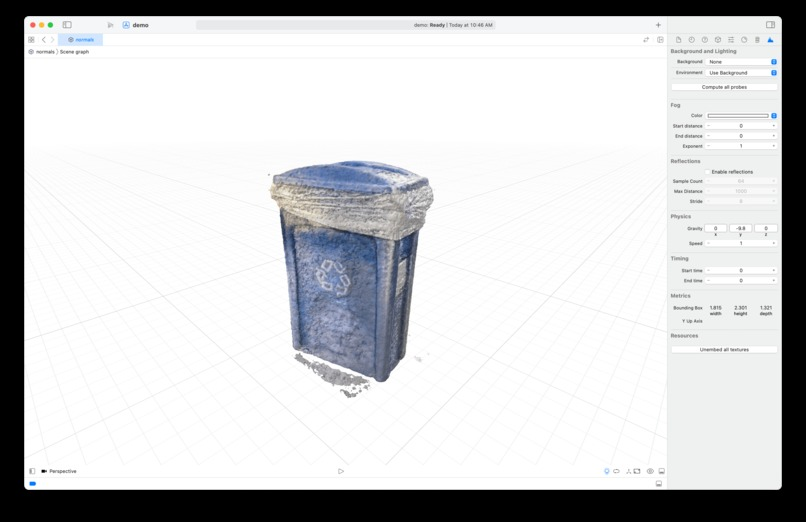 demo
demo: Ready | Today at 10:46 AM
normals
normals
Scene graph
Background and Lighting
Background None
Environment Use Background
Compute all probes
Fog
Color
Start distance 0
End distance 0
Exponent 1
Reflections
Enable reflections
Sample Count 64
Max Distance 1000
Stride 8
Physics
Gravity 0 -9.8 0
x y z
Speed 1
Timing
Start time 0
End time 0
Metrics
Bounding Box 1.815 2.301 1.321
width height depth
Y Up Axis
Resources
Unembed all textures
Perspective